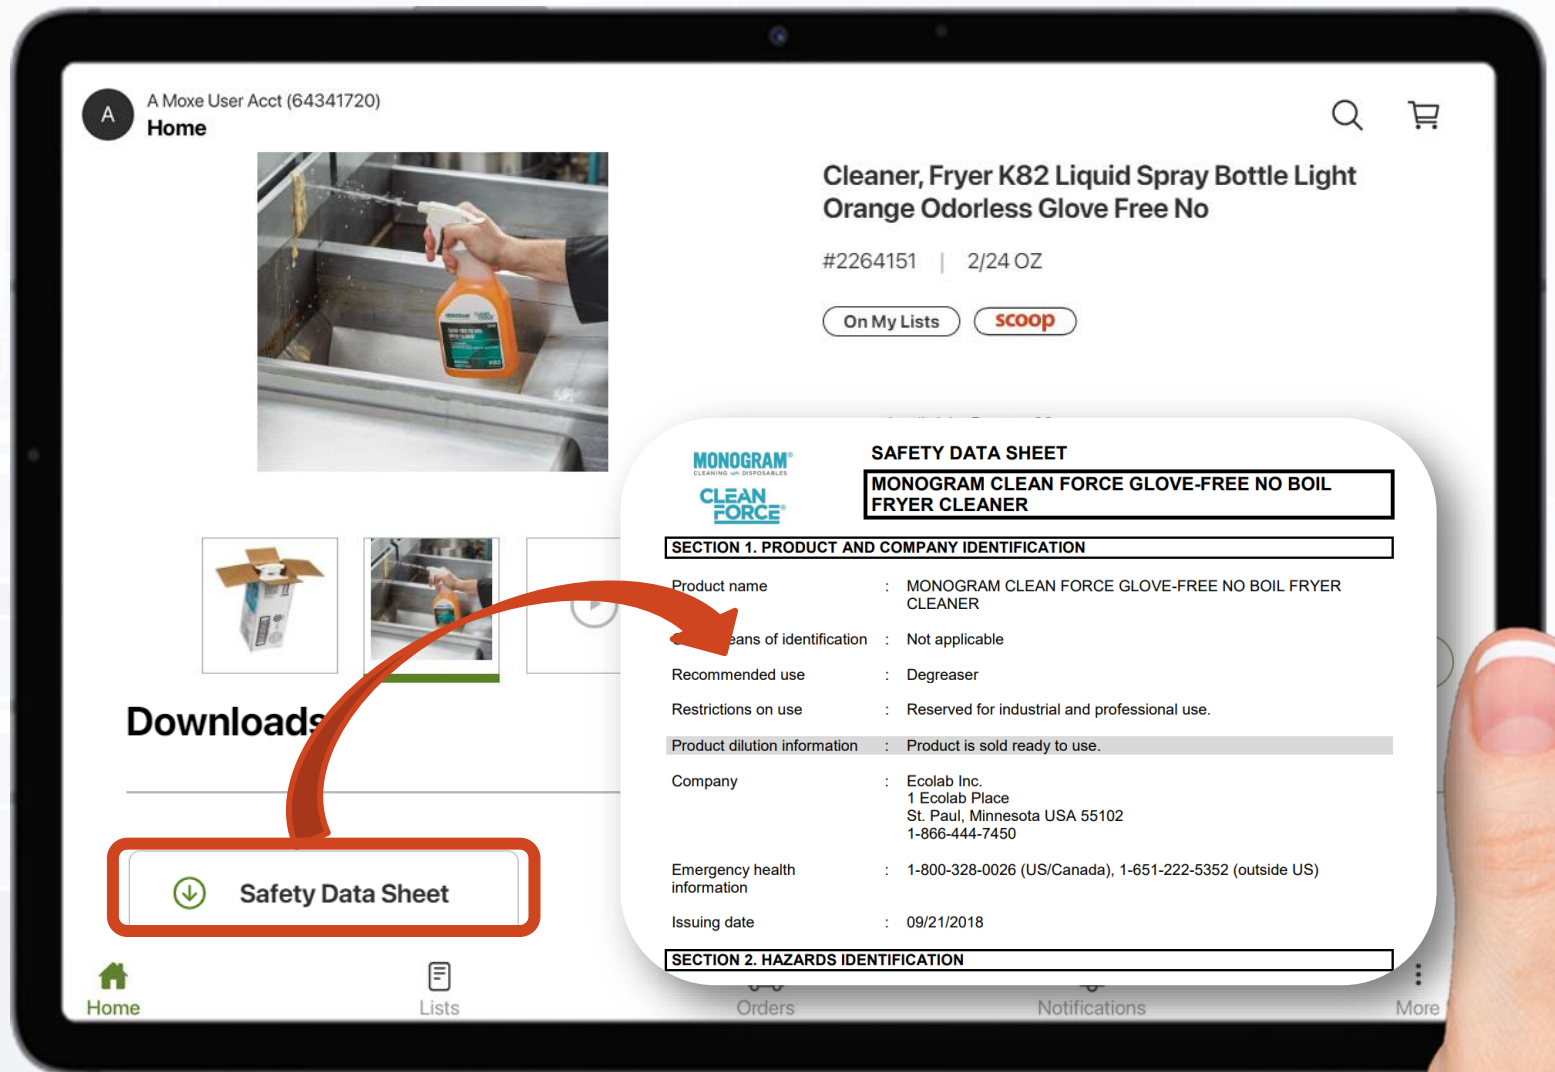 A
A Moxe User Acct (64341720)
Home
Cleaner, Fryer K82 Liquid Spray Bottle Light
Orange Odorless Glove Free No
#2264151 | 2/24 OZ
On My Lists
scoop
MONOGRAM
CLEAN FORCE
K82
MONOGRAM®
CLEANING and DISPOSABLES
CLEAN
FORCE®
SAFETY DATA SHEET
MONOGRAM CLEAN FORCE GLOVE-FREE NO BOIL
FRYER CLEANER
SECTION 1. PRODUCT AND COMPANY IDENTIFICATION
Product name : MONOGRAM CLEAN FORCE GLOVE-FREE NO BOIL FRYER
CLEANER
eans of identification : Not applicable
Recommended use : Degreaser
Restrictions on use : Reserved for industrial and professional use.
Product dilution information : Product is sold ready to use.
Company : Ecolab Inc.
1 Ecolab Place
St. Paul, Minnesota USA 55102
1-866-444-7450
Emergency health : 1-800-328-0026 (US/Canada), 1-651-222-5352 (outside US)
information
Issuing date : 09/21/2018
SECTION 2. HAZARDS IDENTIFICATION
Downloads
Safety Data Sheet
Home
Lists
Orders
Notifications
More